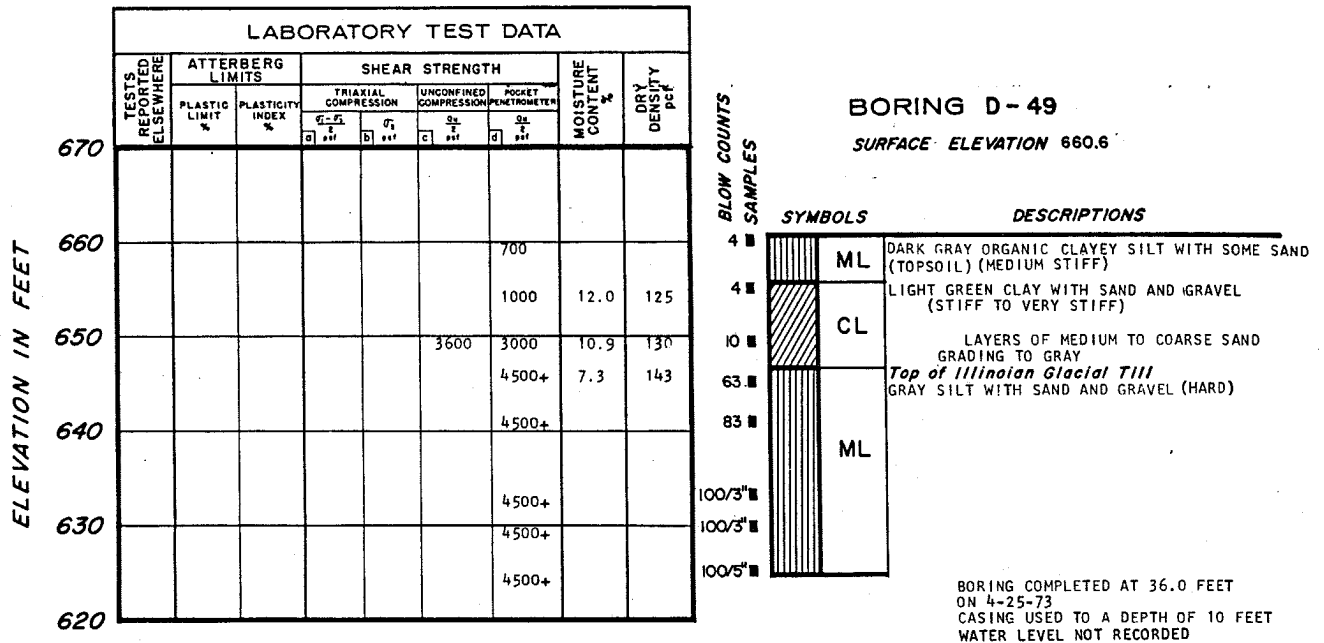 LABORATORY TEST DATA
TESTS REPORTED ELSEWHERE
ATTERBERG LIMITS
PLASTIC LIMIT %
PLASTICITY INDEX %
SHEAR STRENGTH
TRIAXIAL COMPRESSION
a
psf
b
psf
UNCONFINED COMPRESSION
c
psf
POCKET PENETROMETER
d
psf
MOISTURE CONTENT %
DRY DENSITY pcf
ELEVATION IN FEET
670
660
650
640
630
620
700
1000 12.0 125
3600 3000 10.9 130
4500+ 7.3 143
4500+
4500+
4500+
4500+
BORING D-49
SURFACE ELEVATION 660.6
BLOW COUNTS
SAMPLES
SYMBOLS
DESCRIPTIONS
4
ML
DARK GRAY ORGANIC CLAYEY SILT WITH SOME SAND
(TOPSOIL) (MEDIUM STIFF)
4
CL
LIGHT GREEN CLAY WITH SAND AND GRAVEL
(STIFF TO VERY STIFF)
10
LAYERS OF MEDIUM TO COARSE SAND
GRADING TO GRAY
Top of Illinoian Glacial Till
63
GRAY SILT WITH SAND AND GRAVEL (HARD)
83
ML
100/3"
100/3"
100/5"
BORING COMPLETED AT 36.0 FEET
ON 4-25-73
CASING USED TO A DEPTH OF 10 FEET
WATER LEVEL NOT RECORDED